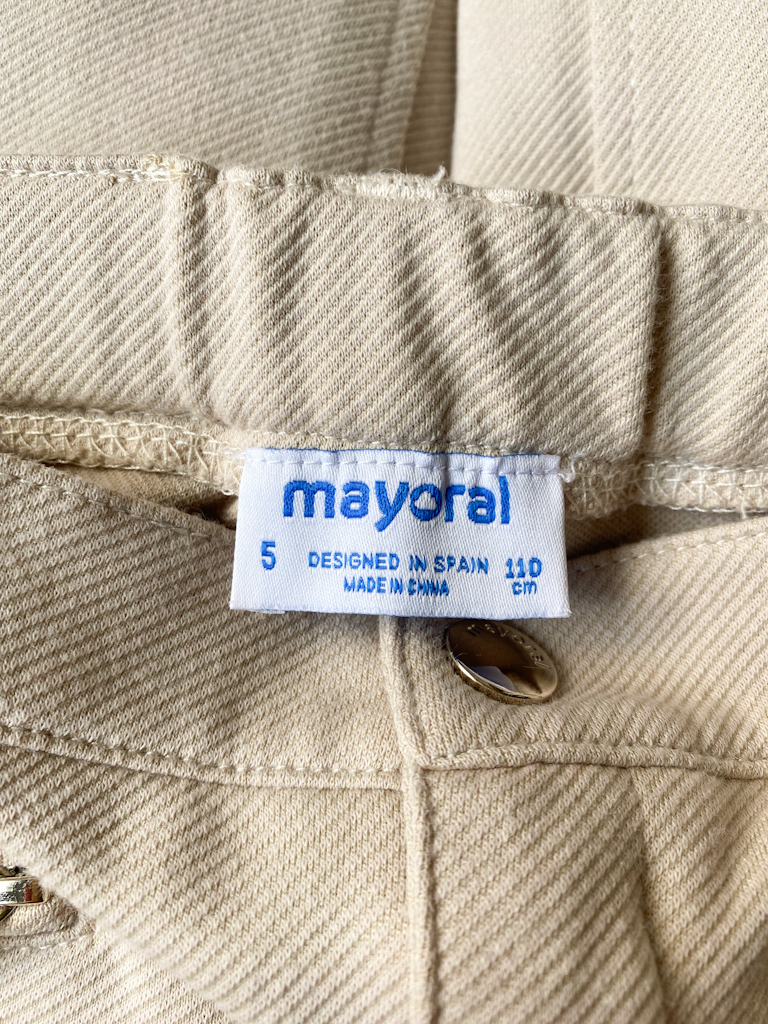 mayoral
5 DESIGNED IN SPAIN 110
MADE IN CHINA cm